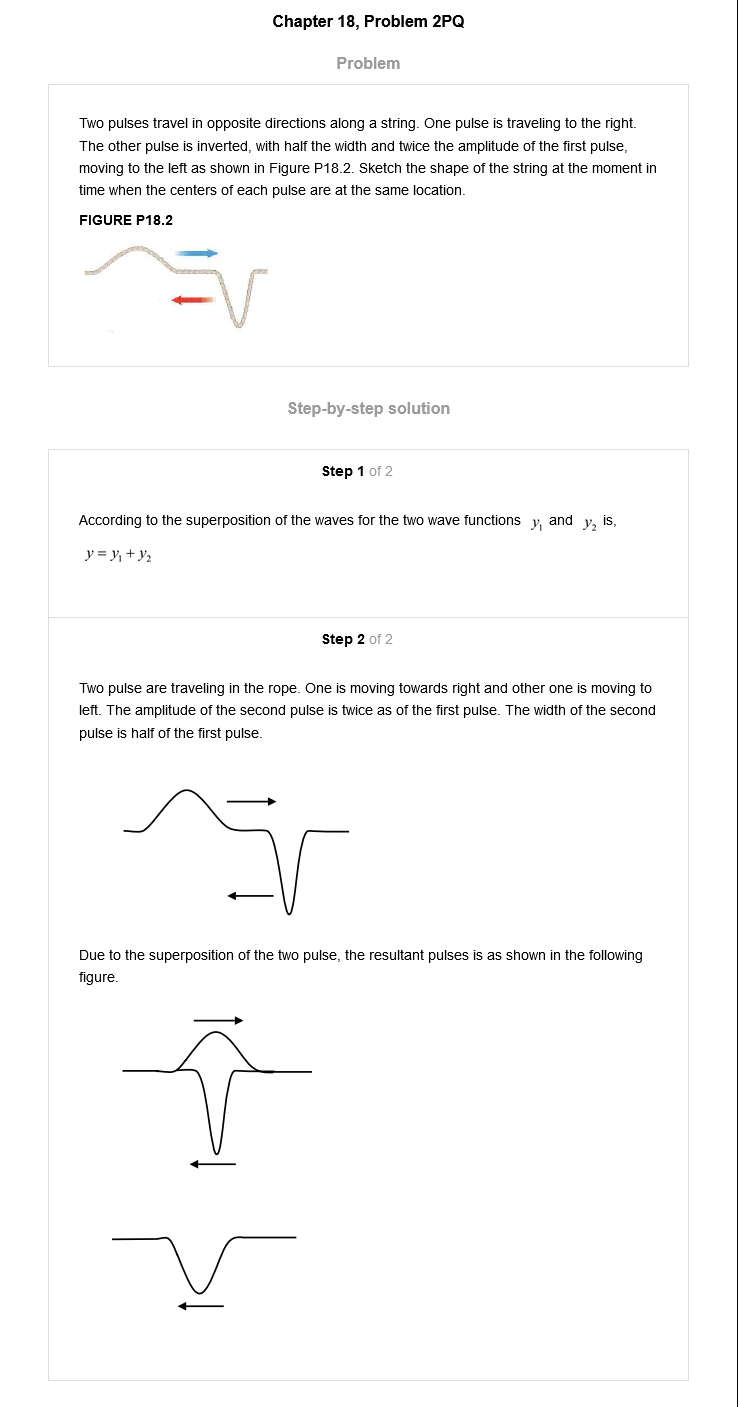 Chapter 18, Problem 2PQ
Problem
Two pulses travel in opposite directions along a string. One pulse is traveling to the right.
The other pulse is inverted, with half the width and twice the amplitude of the first pulse,
moving to the left as shown in Figure P18.2. Sketch the shape of the string at the moment in
time when the centers of each pulse are at the same location.
FIGURE P18.2
Step-by-step solution
Step 1 of 2
According to the superposition of the waves for the two wave functions y₁ and y₂ is,
y = y₁ + y₂
Step 2 of 2
Two pulse are traveling in the rope. One is moving towards right and other one is moving to
left. The amplitude of the second pulse is twice as of the first pulse. The width of the second
pulse is half of the first pulse.
Due to the superposition of the two pulse, the resultant pulses is as shown in the following
figure.